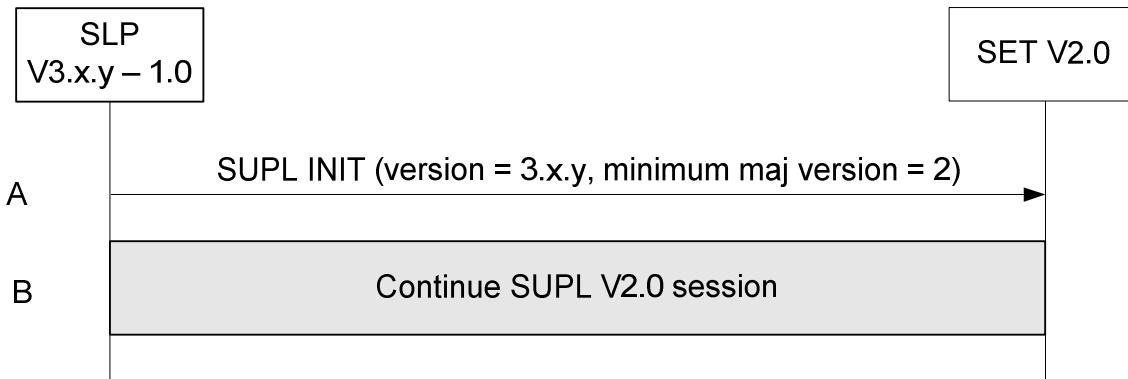 SLP
V3.x.y – 1.0
SET V2.0
SUPL INIT (version = 3.x.y, minimum maj version = 2)
A
B
Continue SUPL V2.0 session